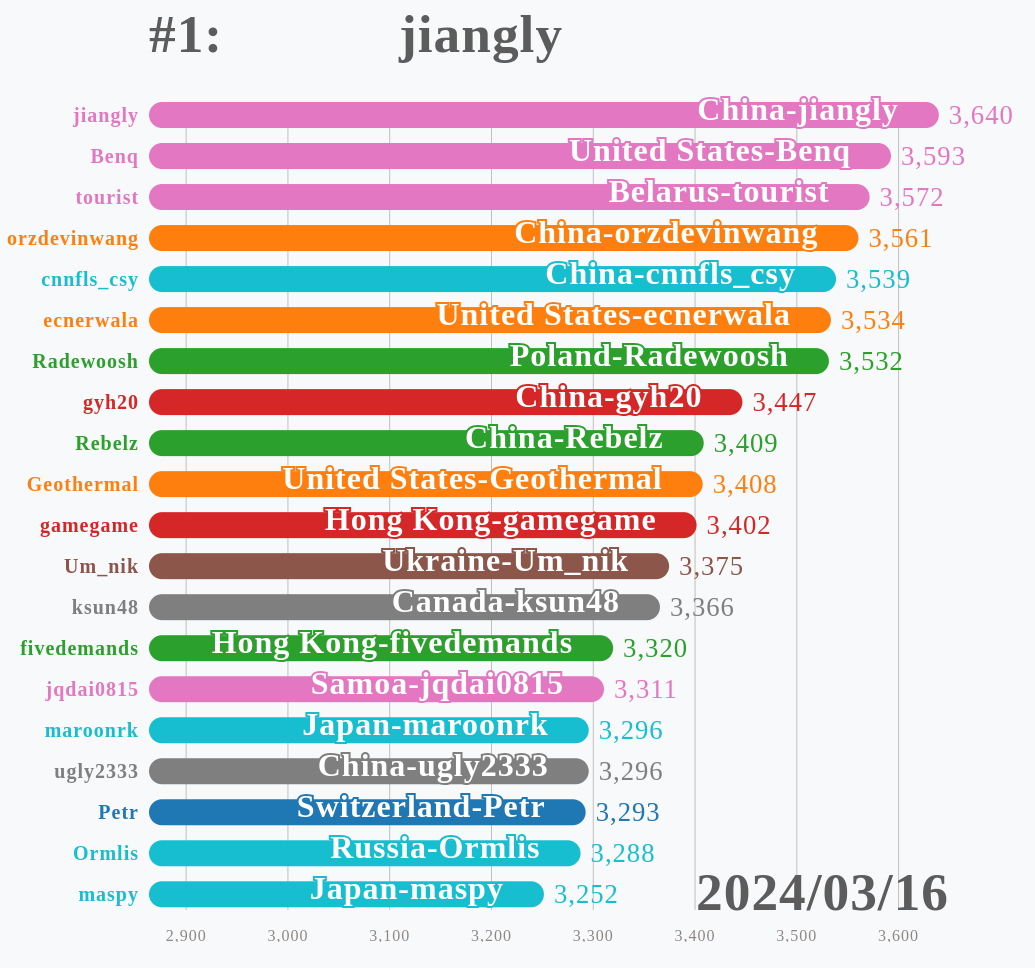 #1: jiangly
jiangly China-jiangly 3,640
Benq United States-Benq 3,593
tourist Belarus-tourist 3,572
orzdevinwang China-orzdevinwang 3,561
cnnfls_csy China-cnnfls_csy 3,539
ecnerwala United States-ecnerwala 3,534
Radewoosh Poland-Radewoosh 3,532
gyh20 China-gyh20 3,447
Rebelz China-Rebelz 3,409
Geothermal United States-Geothermal 3,408
gamegame Hong Kong-gamegame 3,402
Um_nik Ukraine-Um_nik 3,375
ksun48 Canada-ksun48 3,366
fivedemands Hong Kong-fivedemands 3,320
jqdai0815 Samoa-jqdai0815 3,311
maroonrk Japan-maroonrk 3,296
ugly2333 China-ugly2333 3,296
Petr Switzerland-Petr 3,293
Ormlis Russia-Ormlis 3,288
maspy Japan-maspy 3,252
2024/03/16
2,900 3,000 3,100 3,200 3,300 3,400 3,500 3,600